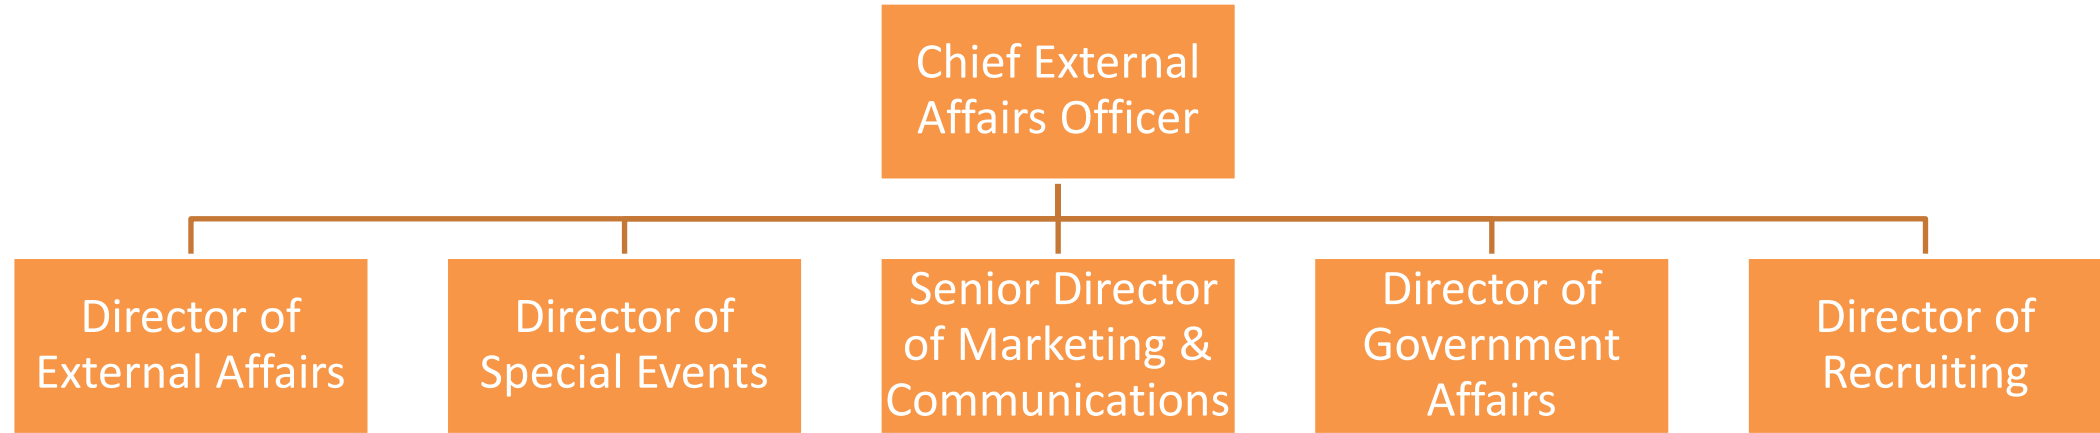 Chief External
Affairs Officer
Director of
External Affairs
Director of
Special Events
Senior Director
of Marketing &
Communications
Director of
Government
Affairs
Director of
Recruiting